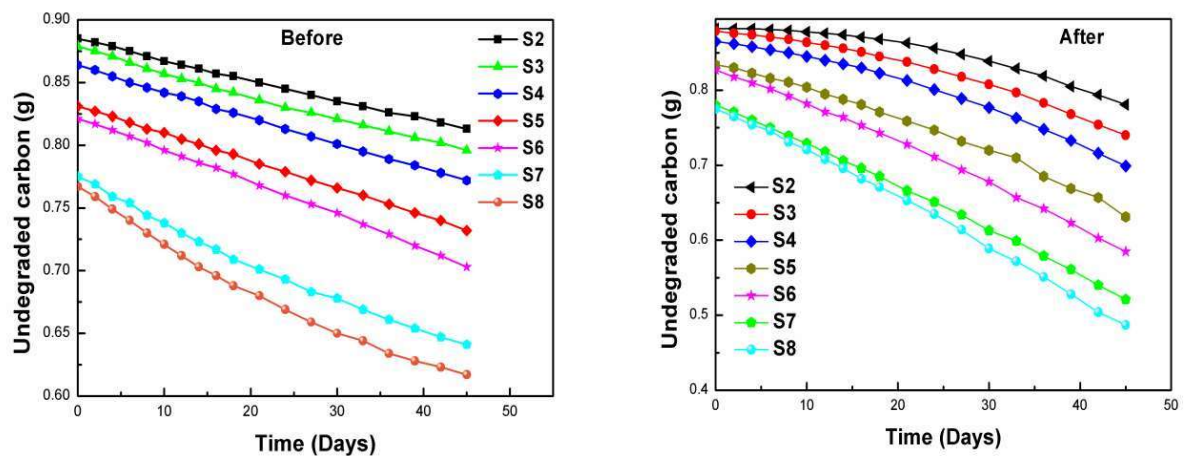 Before
Undegraded carbon (g)
0.90
0.85
0.80
0.75
0.70
0.65
0.60
S2
S3
S4
S5
S6
S7
S8
0 10 20 30 40 50
Time (Days)
After
Undegraded carbon (g)
0.8
0.7
0.6
0.5
0.4
S2
S3
S4
S5
S6
S7
S8
0 10 20 30 40 50
Time (Days)